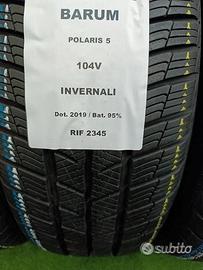 BARUM
POLARIS 5
104V
INVERNALI
Dot. 2019 / Bat. 95%
RIF 2345
subito